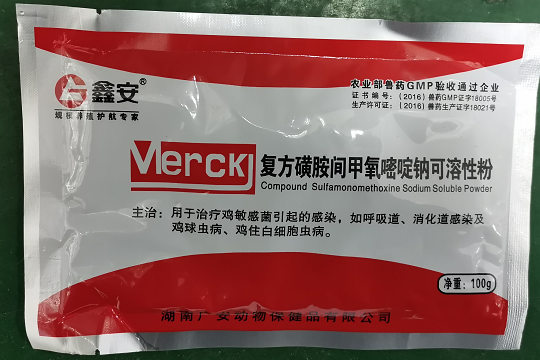 鑫安®
规模养殖护航专家
农业部兽药GMP验收通过企业
证书编号：（2016）兽药GMP证字18005号
生产许可证：（2016）兽药生产证字18021号
Merck
复方磺胺间甲氧嘧啶钠可溶性粉
Compound Sulfamonomethoxine Sodium Soluble Powder
主治：用于治疗鸡敏感菌引起的感染，如呼吸道、消化道感染及
鸡球虫病、鸡住白细胞虫病。
净重：100g
湖南广安动物保健品有限公司